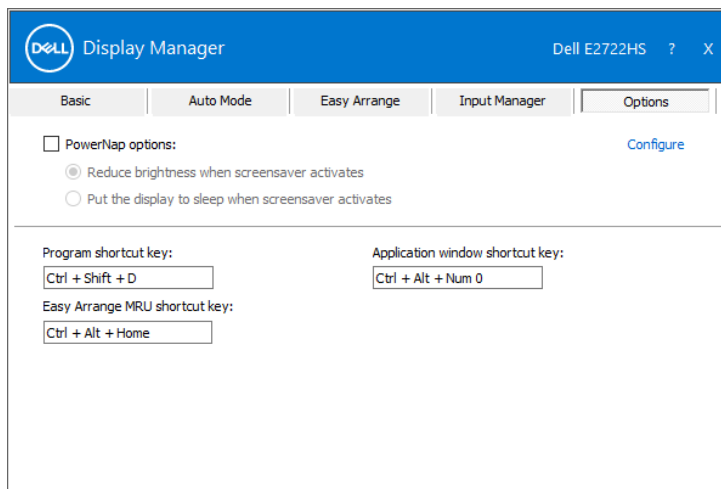 DELL Display Manager Dell E2722HS ? X
Basic Auto Mode Easy Arrange Input Manager Options
PowerNap options: Configure
Reduce brightness when screensaver activates
Put the display to sleep when screensaver activates
Program shortcut key: Application window shortcut key:
Ctrl + Shift + D Ctrl + Alt + Num 0
Easy Arrange MRU shortcut key:
Ctrl + Alt + Home